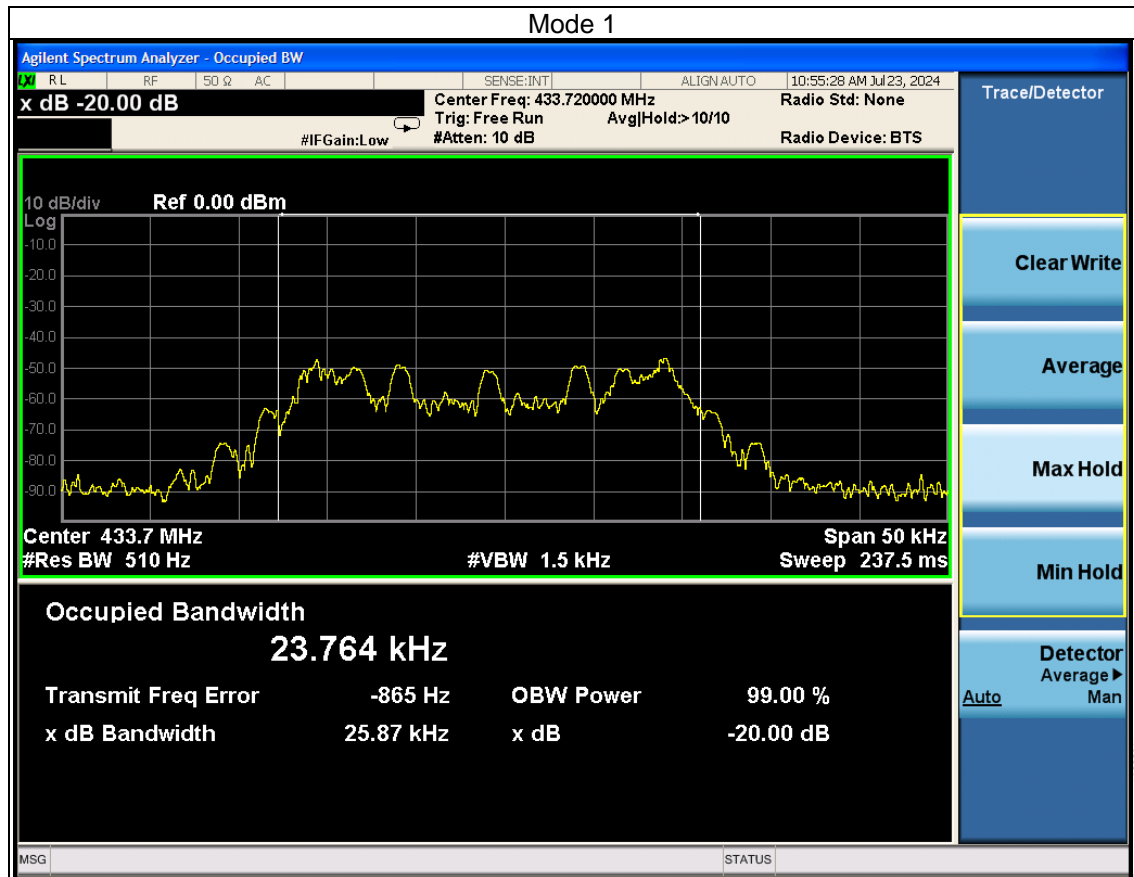 Mode 1
Agilent Spectrum Analyzer - Occupied BW
LXI RL RF 50 Ω AC SENSE:INT ALIGN AUTO 10:55:28 AM Jul 23, 2024
x dB -20.00 dB
Center Freq: 433.720000 MHz
Radio Std: None
Trig: Free Run Avg|Hold:> 10/10
#IFGain:Low
#Atten: 10 dB
Radio Device: BTS
Trace/Detector
10 dB/div Ref 0.00 dBm
Log
-10.0
-20.0
-30.0
-40.0
-50.0
-60.0
-70.0
-80.0
-90.0
Center 433.7 MHz Span 50 kHz
#Res BW 510 Hz #VBW 1.5 kHz Sweep 237.5 ms
Occupied Bandwidth
23.764 kHz
Transmit Freq Error -865 Hz OBW Power 99.00 %
x dB Bandwidth 25.87 kHz x dB -20.00 dB
Clear Write
Average
Max Hold
Min Hold
Detector
Average▶
Auto Man
MSG STATUS